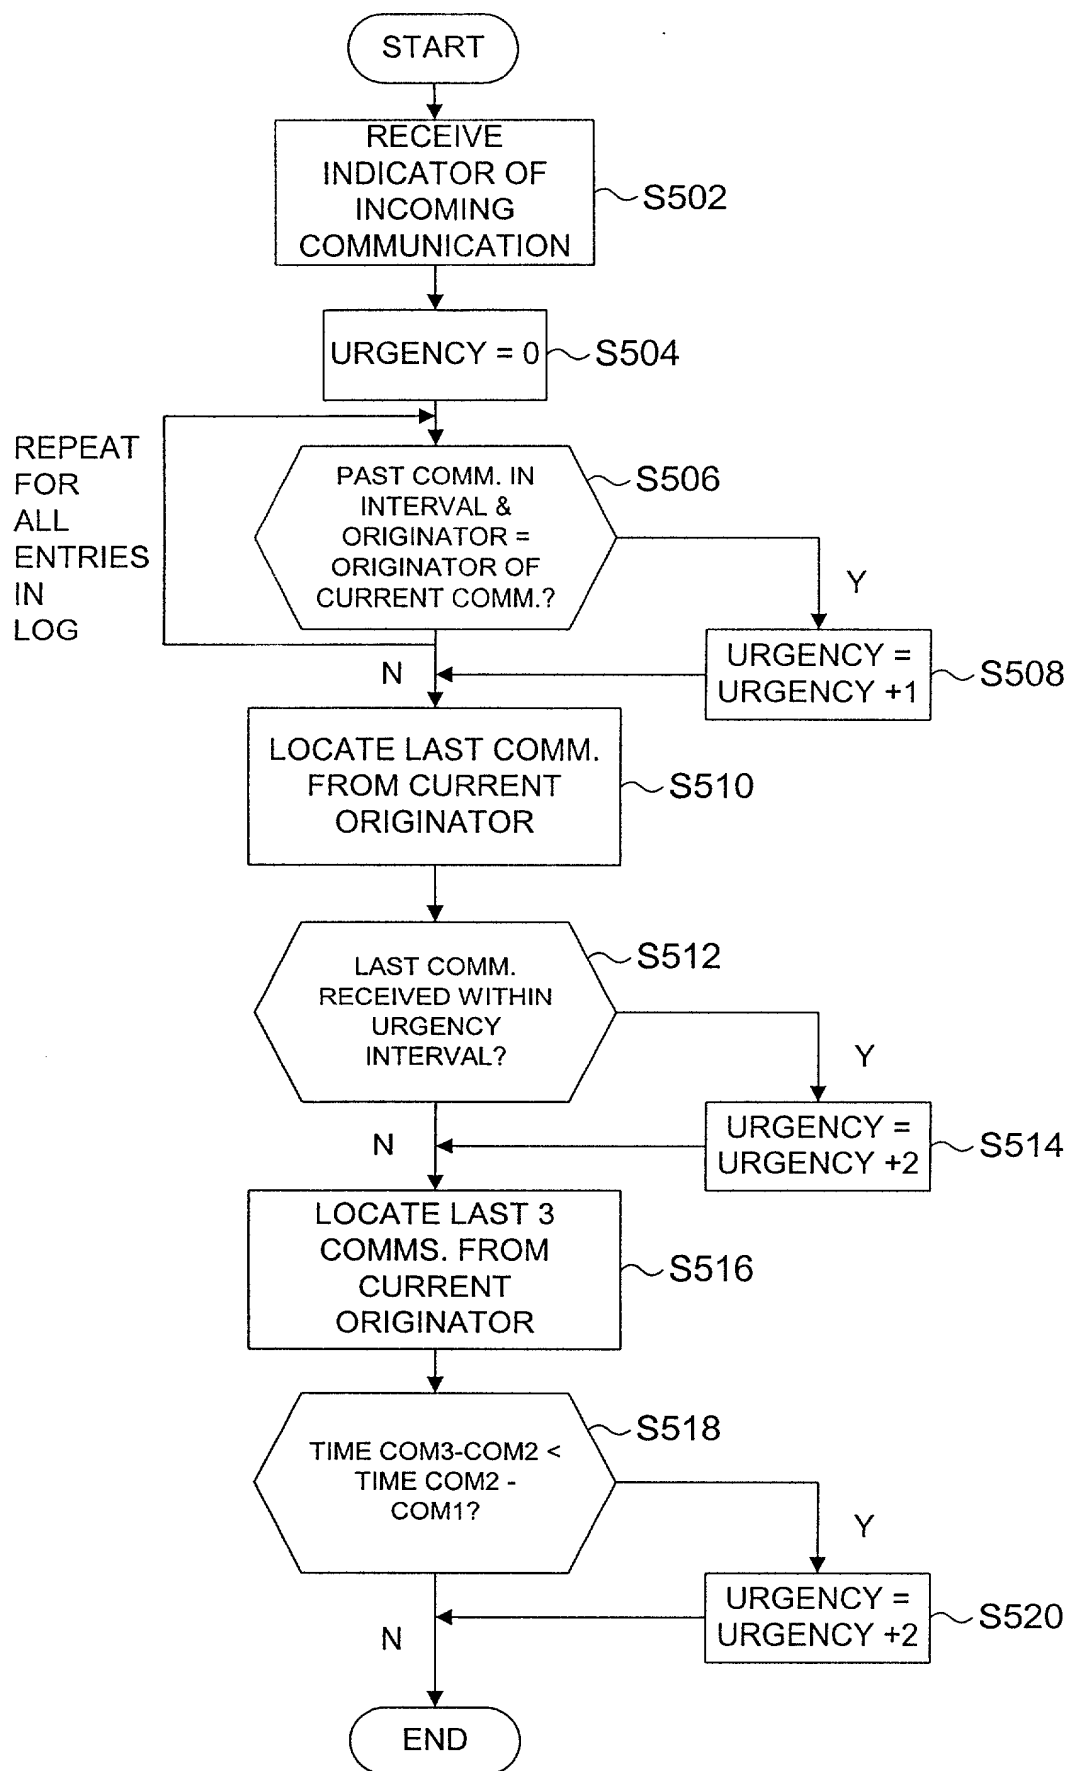 START
RECEIVE
INDICATOR OF
INCOMING
COMMUNICATION
S502
URGENCY = 0
S504
REPEAT
FOR
ALL
ENTRIES
IN
LOG
PAST COMM. IN
INTERVAL &
ORIGINATOR =
ORIGINATOR OF
CURRENT COMM.?
S506
Y
N
URGENCY =
URGENCY +1
S508
LOCATE LAST COMM.
FROM CURRENT
ORIGINATOR
S510
LAST COMM.
RECEIVED WITHIN
URGENCY
INTERVAL?
S512
Y
N
URGENCY =
URGENCY +2
S514
LOCATE LAST 3
COMMS. FROM
CURRENT
ORIGINATOR
S516
TIME COM3-COM2 <
TIME COM2 -
COM1?
S518
Y
N
URGENCY =
URGENCY +2
S520
END